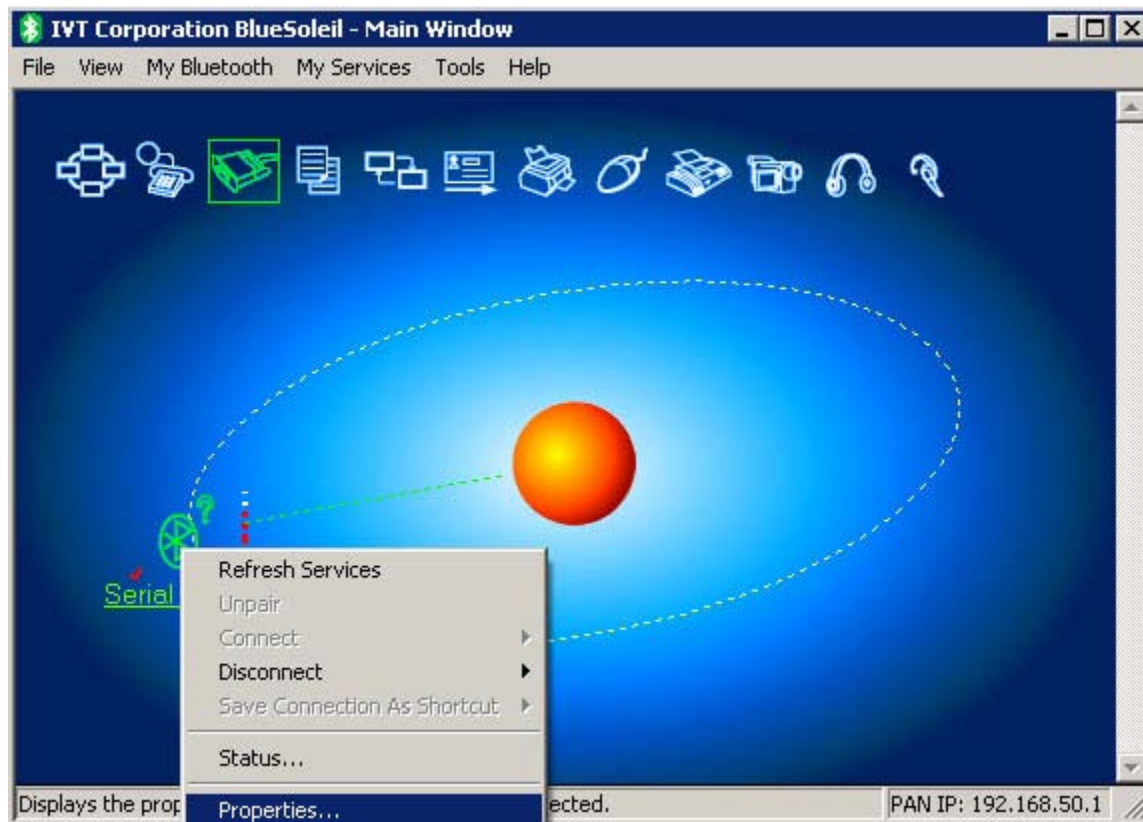 IVT Corporation BlueSoleil - Main Window
File View My Bluetooth My Services Tools Help
Serial
Refresh Services
Unpair
Connect
Disconnect
Save Connection As Shortcut
Status...
Properties...
Displays the prop
ected.
PAN IP: 192.168.50.1